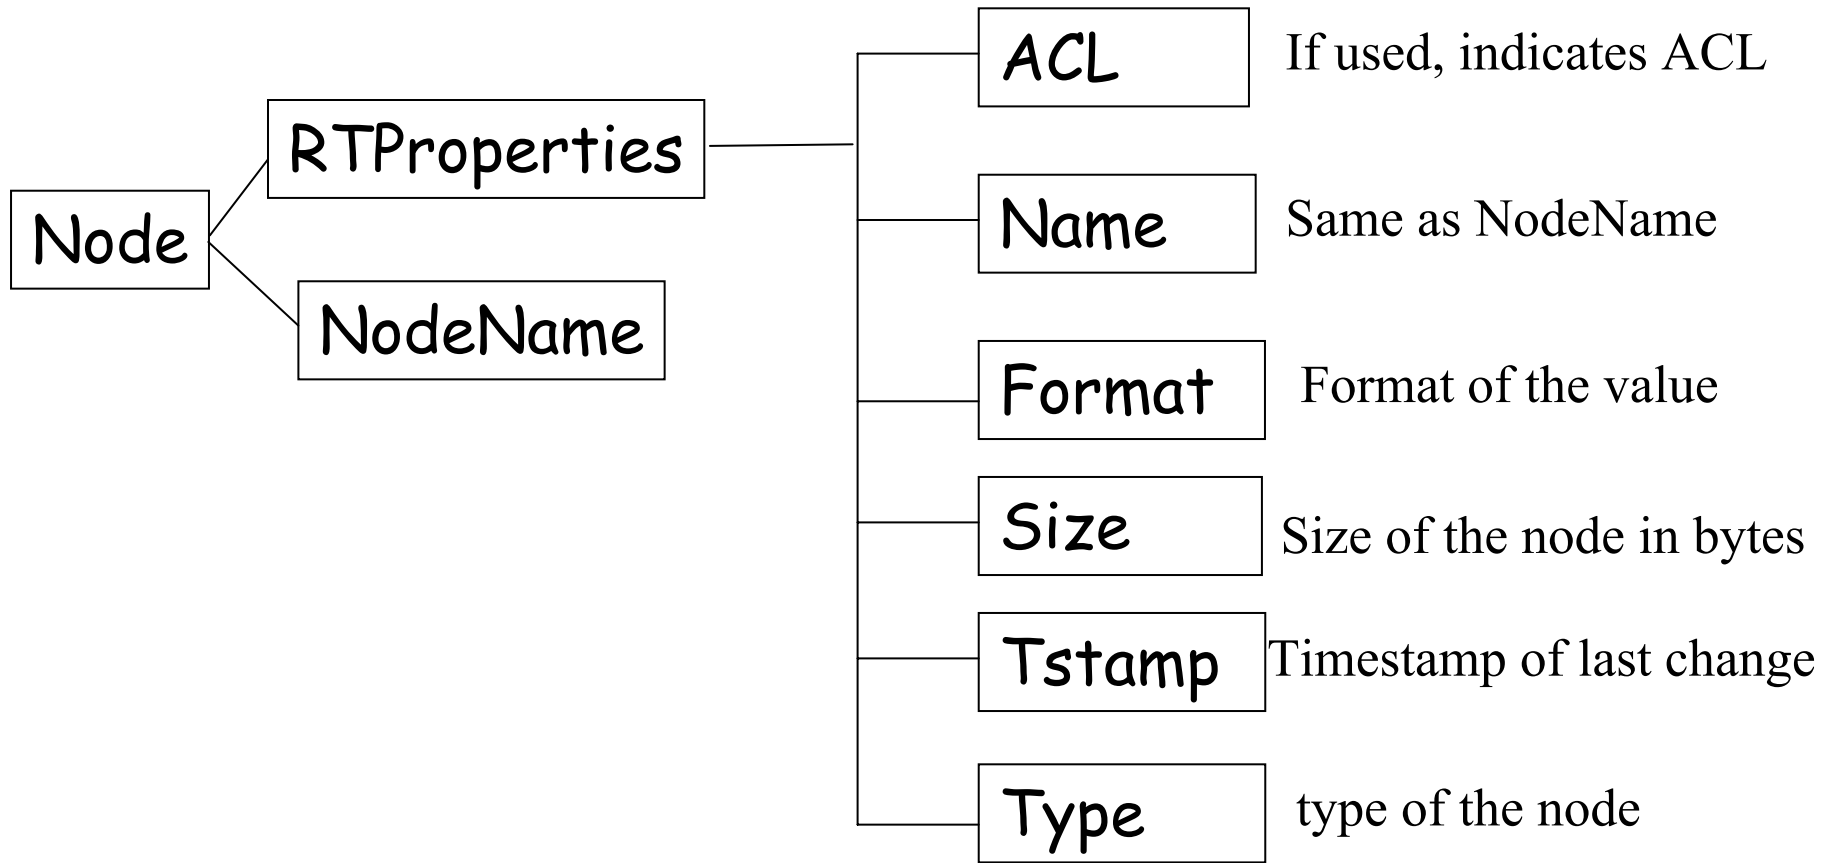 Node
RTProperties
NodeName
ACL If used, indicates ACL
Name Same as NodeName
Format Format of the value
Size Size of the node in bytes
Tstamp Timestamp of last change
Type type of the node